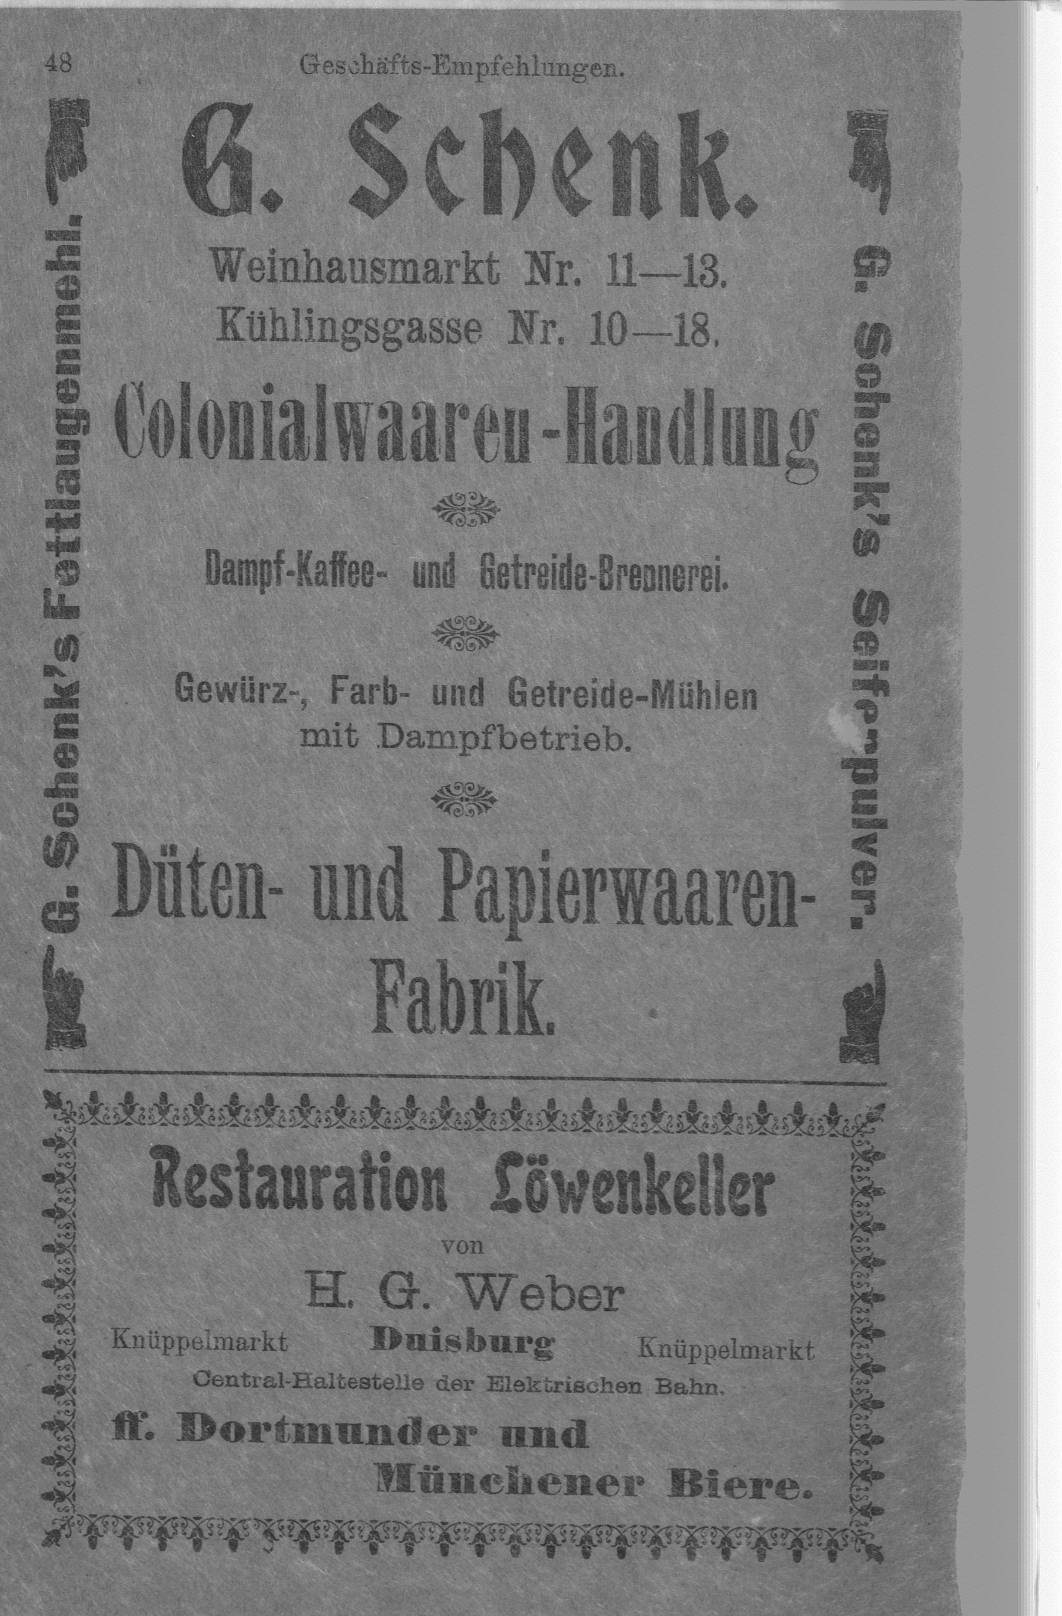 48
Geschäfts-Empfehlungen.
G. Schenk.
Weinhausmarkt Nr. 11—13.
Kühlingsgasse Nr. 10—18.
Colonialwaaren-Handlung
Dampf-Kaffee- und Getreide-Brennerei.
Gewürz-, Farb- und Getreide-Mühlen
mit Dampfbetrieb.
Düten- und Papierwaaren-
Fabrik.
G. Schenk's Fettlaugenmehl.
G. Schenk's Seifenpulver.
Restauration Löwenkeller
von
H. G. Weber
Knüppelmarkt Duisburg Knüppelmarkt
Central-Haltestelle der Elektrischen Bahn.
ff. Dortmunder und
Münchener Biere.